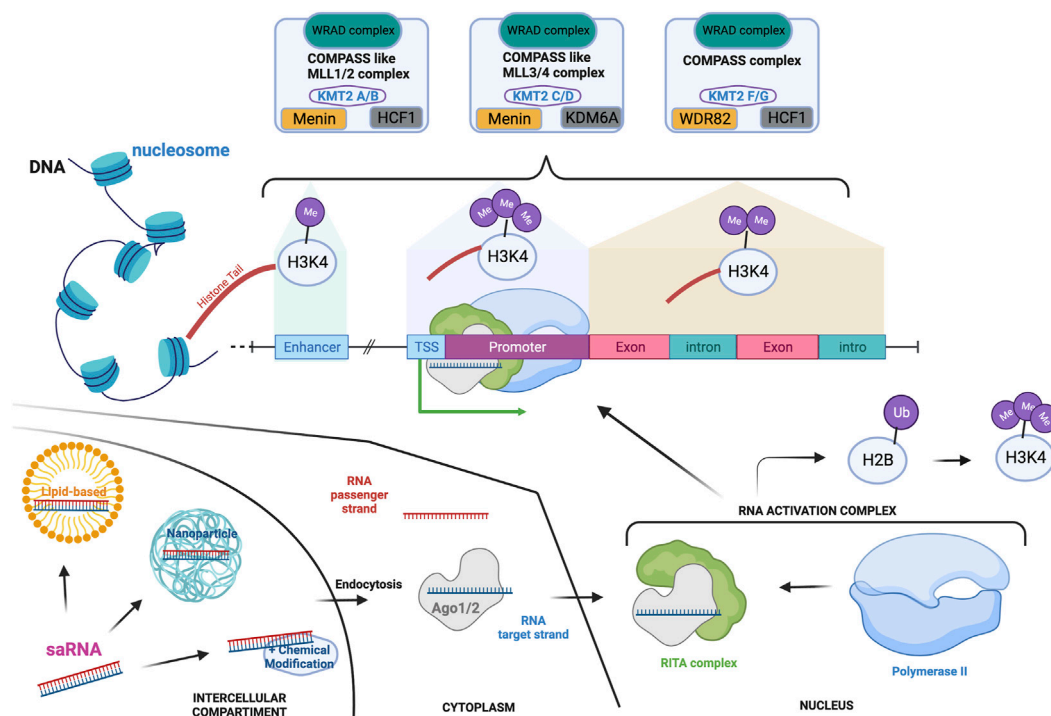 WRAD complex
COMPASS like
MLL1/2 complex
KMT2 A/B
Menin
HCF1
WRAD complex
COMPASS like
MLL3/4 complex
KMT2 C/D
Menin
KDM6A
WRAD complex
COMPASS complex
KMT2 F/G
WDR82
HCF1
DNA
nucleosome
Histone Tail
Me
H3K4
Me
Me
Me
H3K4
Me
Me
H3K4
Enhancer
TSS
Promoter
Exon
intron
Exon
intro
Ub
H2B
Me
Me
Me
H3K4
RNA ACTIVATION COMPLEX
Lipid-based
Nanoparticle
saRNA
+ Chemical
Modification
INTERCELLULAR
COMPARTIMENT
Endocytosis
RNA
passenger
strand
Ago1/2
RNA
target strand
CYTOPLASM
RITA complex
Polymerase II
NUCLEUS